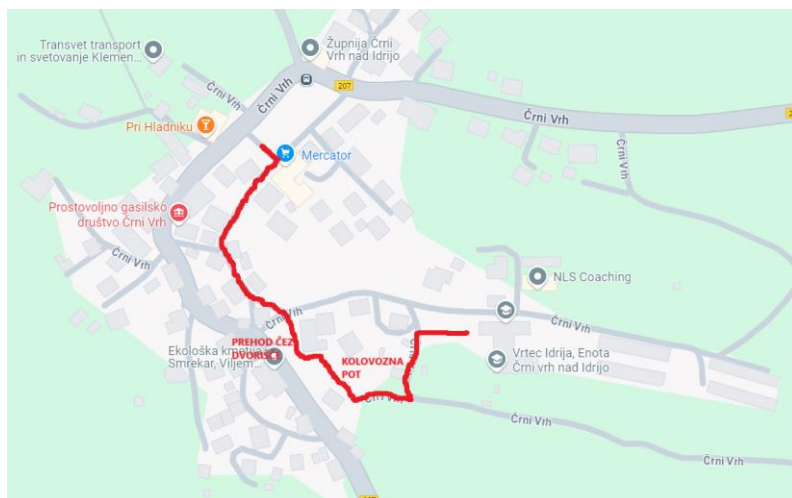 Transvet transport
in svetovanje Klemen...
Župnija Črni
Vrh nad Idrijo
207
Črni Vrh
Črni Vrh
Črni Vrh
Pri Hladniku
Mercator
Prostovoljno gasilsko
društvo Črni Vrh
Črni Vrh
NLS Coaching
Črni Vrh
PREHOD ČEZ
DVORIŠČE
Ekološka kmetija
Smrekar, Viljem...
KOLOVOZNA
POT
Črni Vrh
Vrtec Idrija, Enota
Črni vrh nad Idrijo
Črni Vrh
Črni Vrh